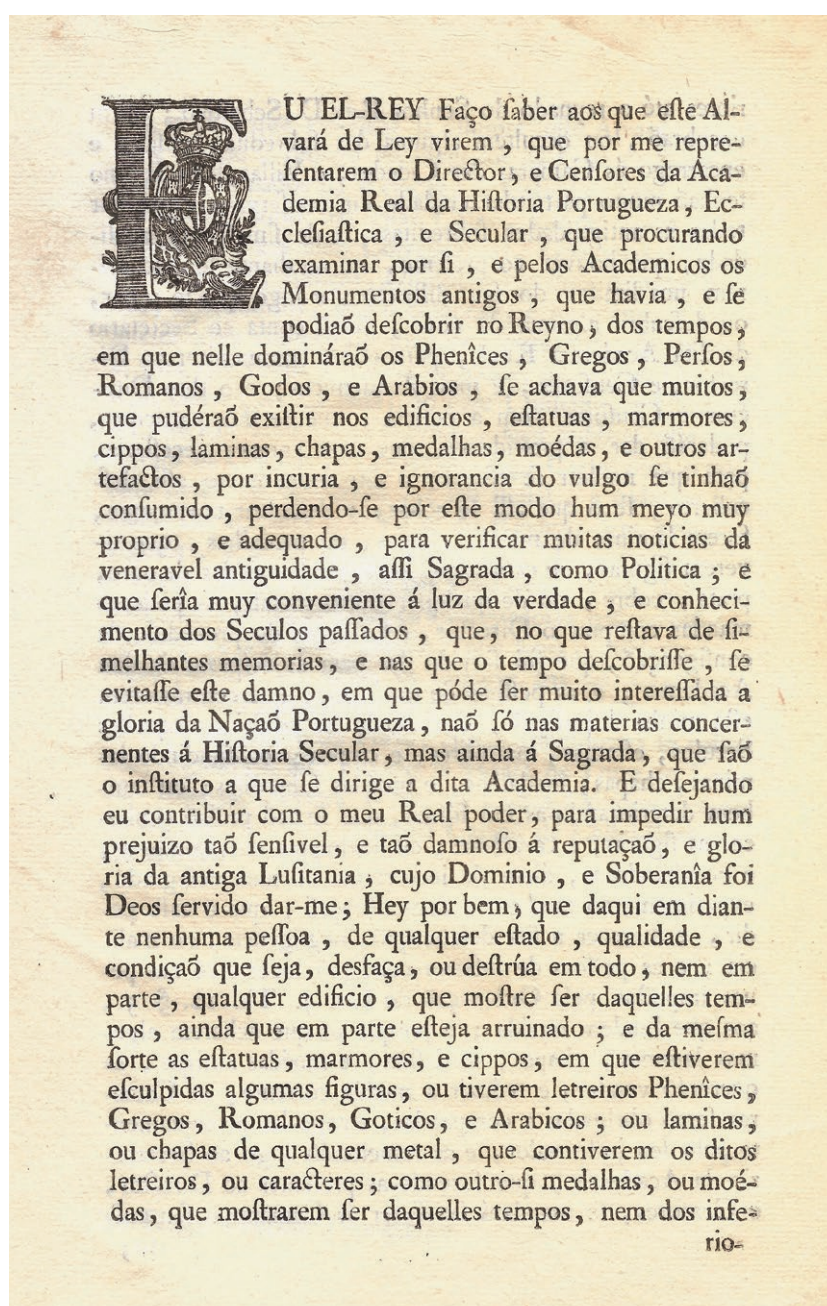 EU EL-REY Faço ſaber aos que eſte Al-
vará de Ley virem , que por me repre-
ſentarem o Director, e Cenſores da Aca-
demia Real da Hiſtoria Portugueza, Ec-
cleſiaſtica , e Secular , que procurando
examinar por ſi , e pelos Academicos os
Monumentos antigos , que havia , e ſe
podiaõ deſcobrir no Reyno, dos tempos,
em que nelle domináraõ os Phenîces , Gregos , Perſos,
Romanos , Godos , e Arabios , ſe achava que muitos,
que pudéraõ exiſtir nos edificios , eſtatuas , marmores,
cippos, laminas, chapas, medalhas, moédas, e outros ar-
tefactos , por incuria , e ignorancia do vulgo ſe tinhaõ
conſumido , perdendo-ſe por eſte modo hum meyo muy
proprio , e adequado , para verificar muitas noticias da
veneravel antiguidade , aſſi Sagrada , como Politica ; e
que ſerîa muy conveniente á luz da verdade , e conheci-
mento dos Seculos paſſados , que, no que reſtava de ſi-
melhantes memorias, e nas que o tempo deſcobriſſe , ſe
evitaſſe eſte damno, em que póde ſer muito intereſſada a
gloria da Naçaõ Portugueza, naõ ſó nas materias concer-
nentes á Hiſtoria Secular, mas ainda á Sagrada, que ſaõ
o inſtituto a que ſe dirige a dita Academia. E deſejando
eu contribuir com o meu Real poder, para impedir hum
prejuizo taõ ſenſivel, e taõ damnoſo á reputaçaõ, e glo-
ria da antiga Luſitania, cujo Dominio , e Soberanîa foi
Deos ſervido dar-me; Hey por bem, que daqui em dian-
te nenhuma peſſoa , de qualquer eſtado , qualidade , e
condiçaõ que ſeja, desfaça, ou deſtrúa em todo, nem em
parte , qualquer edificio , que moſtre ſer daquelles tem-
pos , ainda que em parte eſteja arruinado ; e da meſma
ſorte as eſtatuas, marmores, e cippos, em que eſtiverem
eſculpidas algumas figuras, ou tiverem letreiros Phenîces,
Gregos, Romanos, Goticos, e Arabicos ; ou laminas,
ou chapas de qualquer metal , que contiverem os ditos
letreiros, ou caracteres; como outro-ſi medalhas, ou moé-
das, que moſtrarem ſer daquelles tempos, nem dos infe-
rio-